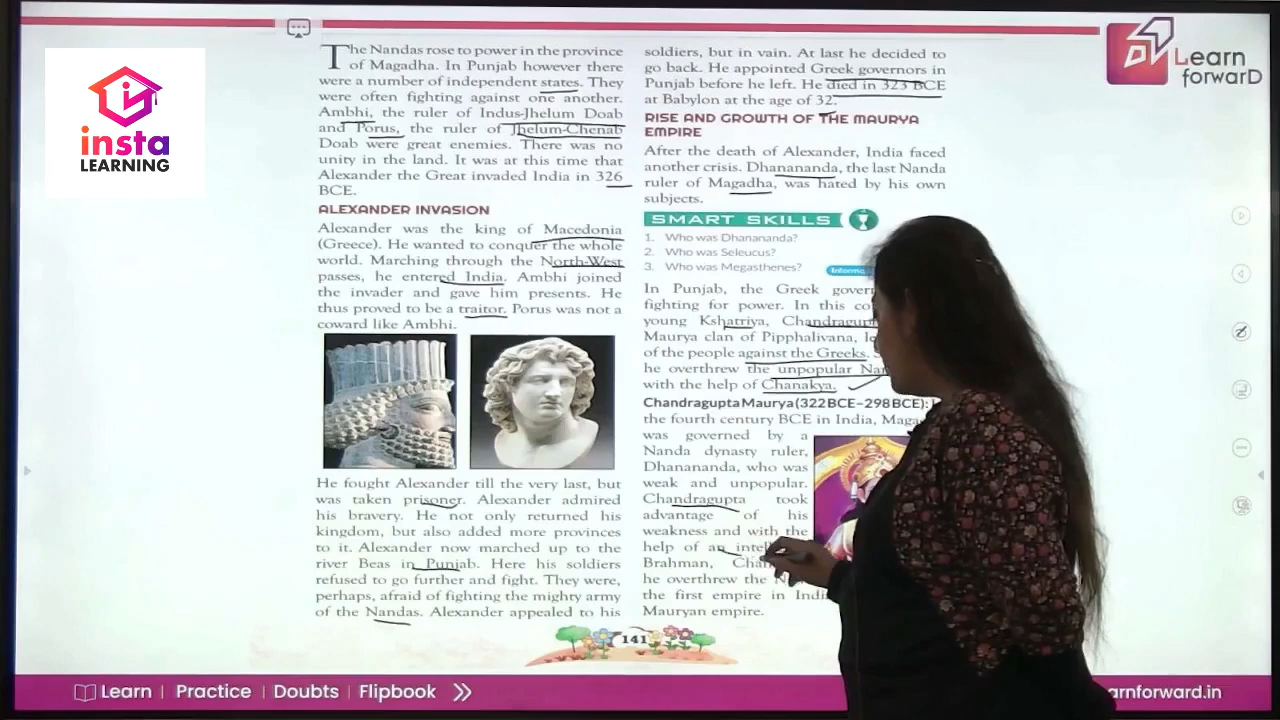 insta
LEARNING
Learn
forwarD
The Nandas rose to power in the province
of Magadha. In Punjab however there
were a number of independent states. They
were often fighting against one another.
Ambhi, the ruler of Indus-Jhelum Doab
and Porus, the ruler of Jhelum-Chenab
Doab were great enemies. There was no
unity in the land. It was at this time that
Alexander the Great invaded India in 326
BCE.
ALEXANDER INVASION
Alexander was the king of Macedonia
(Greece). He wanted to conquer the whole
world. Marching through the North-West
passes, he entered India. Ambhi joined
the invader and gave him presents. He
thus proved to be a traitor. Porus was not a
coward like Ambhi.
He fought Alexander till the very last, but
was taken prisoner. Alexander admired
his bravery. He not only returned his
kingdom, but also added more provinces
to it. Alexander now marched up to the
river Beas in Punjab. Here his soldiers
refused to go further and fight. They were,
perhaps, afraid of fighting the mighty army
of the Nandas. Alexander appealed to his
soldiers, but in vain. At last he decided to
go back. He appointed Greek governors in
Punjab before he left. He died in 323 BCE
at Babylon at the age of 32.
RISE AND GROWTH OF THE MAURYA
EMPIRE
After the death of Alexander, India faced
another crisis. Dhanananda, the last Nanda
ruler of Magadha, was hated by his own
subjects.
SMART SKILLS
1. Who was Dhanananda?
2. Who was Seleucus?
3. Who was Megasthenes?
In Punjab, the Greek
fighting for power. In this
young Kshatriya,
Maurya clan of Pipphalivana,
of the people against the Greeks.
he overthrew the unpopular
with the help of Chanakya.
Chandragupta Maurya (322 BCE–298 BCE):
the fourth century BCE in India,
was governed by a
Nanda dynasty ruler,
Dhanananda, who was
weak and unpopular.
Chandragupta took
advantage of his
weakness and with the
help of an
Brahman,
he overthrew the
the first empire in
Mauryan empire.
141
Learn | Practice | Doubts | Flipbook
arnforward.in